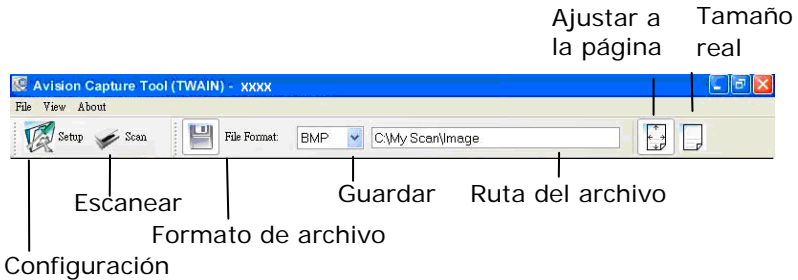 Ajustar a
la página
Tamaño
real
Avision Capture Tool (TWAIN) - xxxx
File View About
Setup Scan File Format: BMP C:\My Scan\Image
Escanear
Guardar
Ruta del archivo
Formato de archivo
Configuración